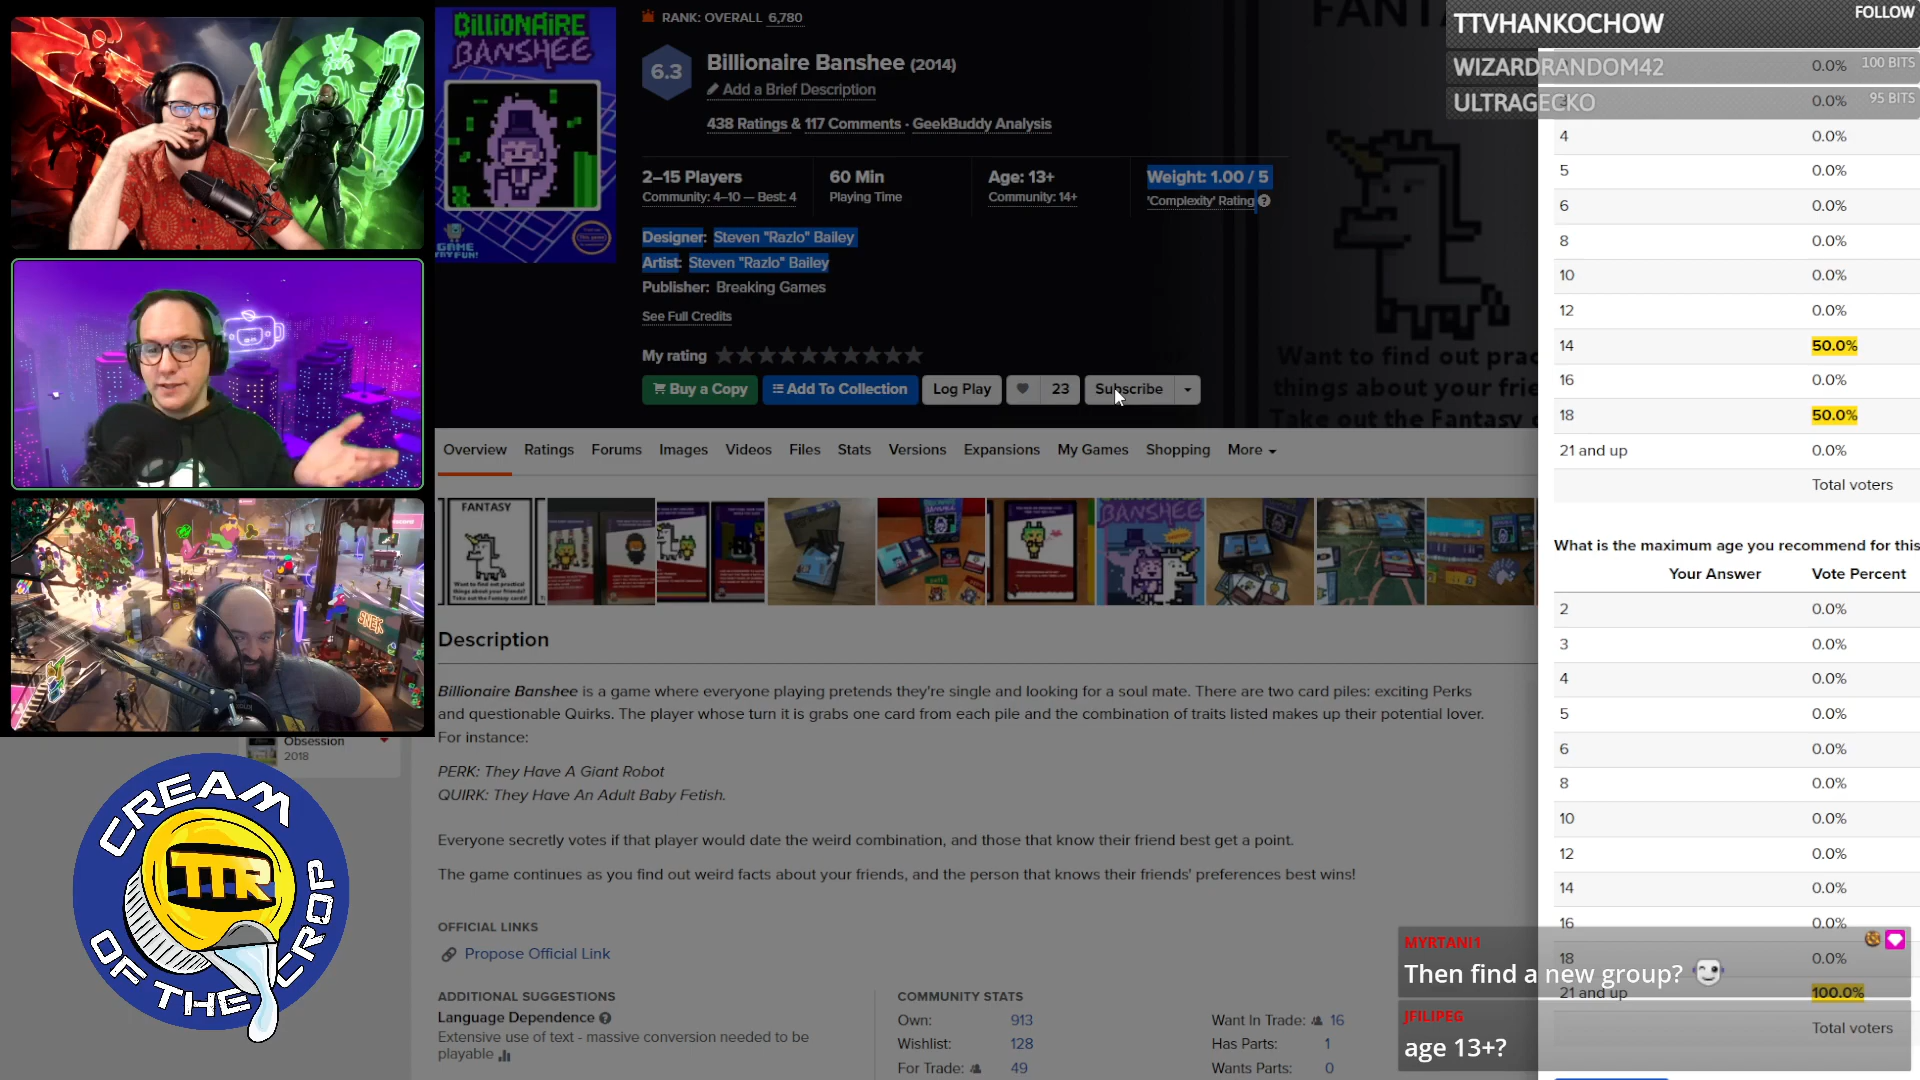 BILLIONAIRE
BANSHEE
RANK: OVERALL 6,780
6.3
Billionaire Banshee (2014)
Add a Brief Description
438 Ratings & 117 Comments · GeekBuddy Analysis
2–15 Players
Community: 4–10 — Best: 4
60 Min
Playing Time
Age: 13+
Community: 14+
Weight: 1.00 / 5
'Complexity' Rating
Designer: Steven "Razlo" Bailey
Artist: Steven "Razlo" Bailey
Publisher: Breaking Games
See Full Credits
My rating
Buy a Copy
Add To Collection
Log Play
23
Subscribe
Want to find out prac
things about your frie
Take out the Fantasy c
Overview Ratings Forums Images Videos Files Stats Versions Expansions My Games Shopping More
FANTASY
Want to find out practical
things about your friends?
Take out the Fantasy cards!
BANSHEE
Description
Billionaire Banshee is a game where everyone playing pretends they're single and looking for a soul mate. There are two card piles: exciting Perks
and questionable Quirks. The player whose turn it is grabs one card from each pile and the combination of traits listed makes up their potential lover.
For instance:
PERK: They Have A Giant Robot
QUIRK: They Have An Adult Baby Fetish.
Everyone secretly votes if that player would date the weird combination, and those that know their friend best get a point.
The game continues as you find out weird facts about your friends, and the person that knows their friends' preferences best wins!
OFFICIAL LINKS
Propose Official Link
ADDITIONAL SUGGESTIONS
Language Dependence
Extensive use of text - massive conversion needed to be
playable
COMMUNITY STATS
Own: 913
Wishlist: 128
For Trade: 49
Want In Trade: 16
Has Parts: 1
Wants Parts: 0
SNEK
Obsession
2018
CREAM
TTR
OF THE CROP
TTVHANKOCHOW FOLLOW
WIZARDRANDOM42 100 BITS
ULTRAGECKO 95 BITS
0.0%
3 0.0%
4 0.0%
5 0.0%
6 0.0%
8 0.0%
10 0.0%
12 0.0%
14 50.0%
16 0.0%
18 50.0%
21 and up 0.0%
Total voters
What is the maximum age you recommend for this
Your Answer Vote Percent
2 0.0%
3 0.0%
4 0.0%
5 0.0%
6 0.0%
8 0.0%
10 0.0%
12 0.0%
14 0.0%
16 0.0%
18 0.0%
21 and up 100.0%
Total voters
MYRTANI1
Then find a new group?
JFILIPEG
age 13+?